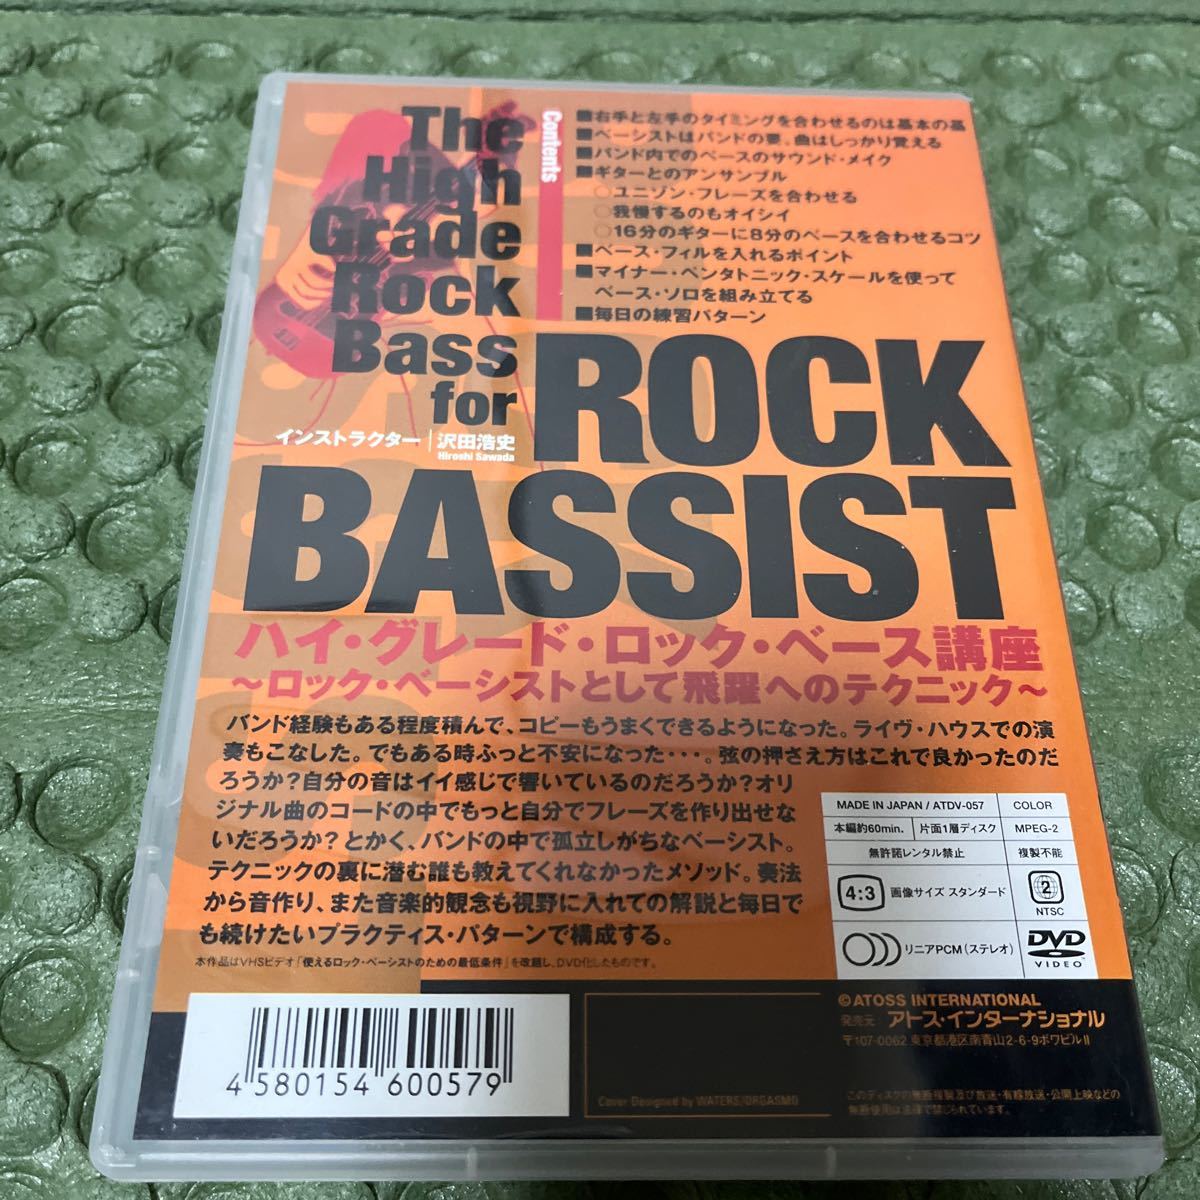 The
High
Grade
Rock
Bass
for
ROCK
BASSIST
インストラクター｜沢田浩史
Hiroshi Sawada
Contents
■右手と左手のタイミングを合わせるのは基本の基
■ベーシストはバンドの要。曲はしっかり覚える
■バンド内でのベースのサウンド・メイク
■ギターとのアンサンブル
○ユニゾン・フレーズを合わせる
○我慢するのもオイシイ
○16分のギターに8分のベースを合わせるコツ
■ベース・フィルを入れるポイント
■マイナー・ペンタトニック・スケールを使って
ベース・ソロを組み立てる
■毎日の練習パターン
ハイ・グレード・ロック・ベース講座
〜ロック・ベーシストとして飛躍へのテクニック〜
バンド経験もある程度積んで、コピーもうまくできるようになった。ライヴ・ハウスでの演
奏もこなした。でもある時ふっと不安になった・・・。弦の押さえ方はこれで良かったのだ
ろうか?自分の音はイイ感じで響いているのだろうか?オリ
ジナル曲のコードの中でもっと自分でフレーズを作り出せな
いだろうか? とかく、バンドの中で孤立しがちなベーシスト。
テクニックの裏に潜む誰も教えてくれなかったメソッド。奏法
から音作り、また音楽的観念も視野に入れての解説と毎日で
も続けたいプラクティス・パターンで構成する。
本作品はVHSビデオ「使えるロック・ベーシストのための最低条件」を改題し、DVD化したものです。
MADE IN JAPAN / ATDV-057 COLOR
本編約60min. 片面1層ディスク MPEG-2
無許諾レンタル禁止 複製不能
4:3 画像サイズ スタンダード 2 NTSC
リニアPCM(ステレオ) DVD VIDEO
4 580154 600579
Cover Designed by WATERS/ORGASMO
© ATOSS INTERNATIONAL
発売元 アトス・インターナショナル
〒107-0062 東京都港区南青山2-6-9ボワビルⅡ
このディスクの無断複製及び放送・有線放送・公開上映などの
無断使用は法律で禁じられています。